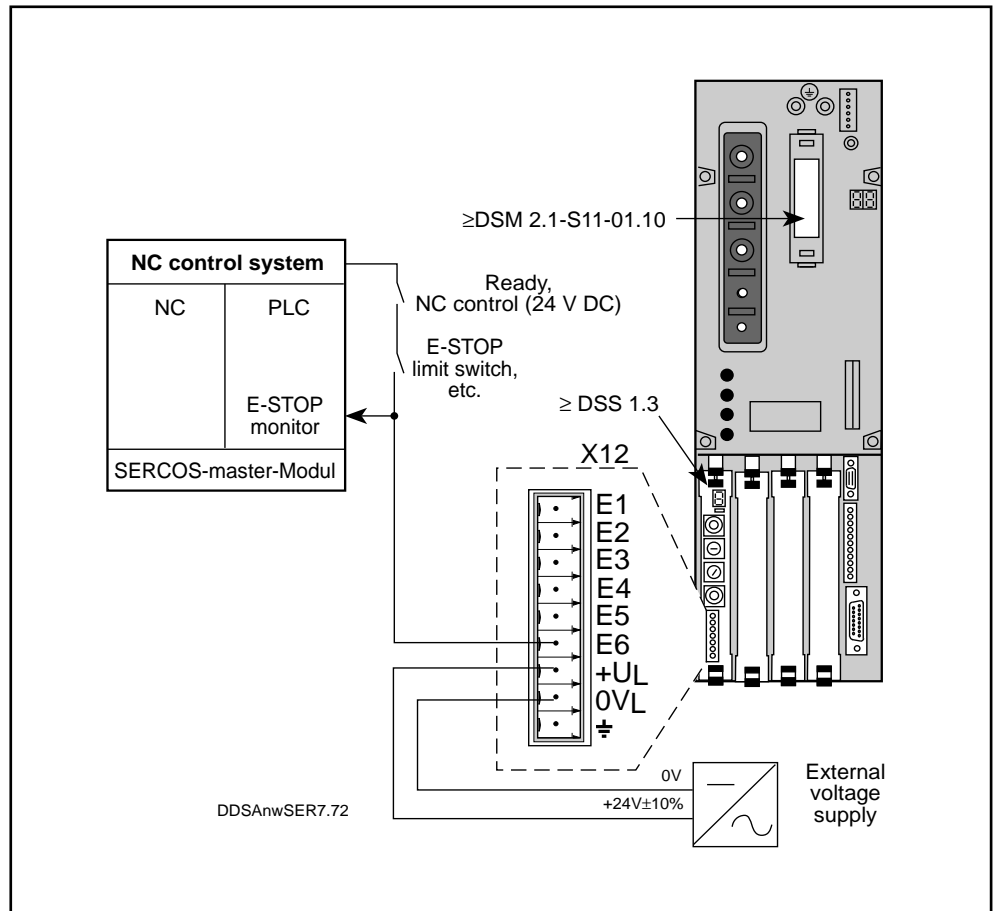 ≥DSM 2.1-S11-01.10
NC control system
NC
PLC
E-STOP
monitor
SERCOS-master-Modul
Ready,
NC control (24 V DC)
E-STOP
limit switch,
etc.
≥ DSS 1.3
X12
E1
E2
E3
E4
E5
E6
+UL
0VL
0V
+24V±10%
External
voltage
supply
DDSAnwSER7.72